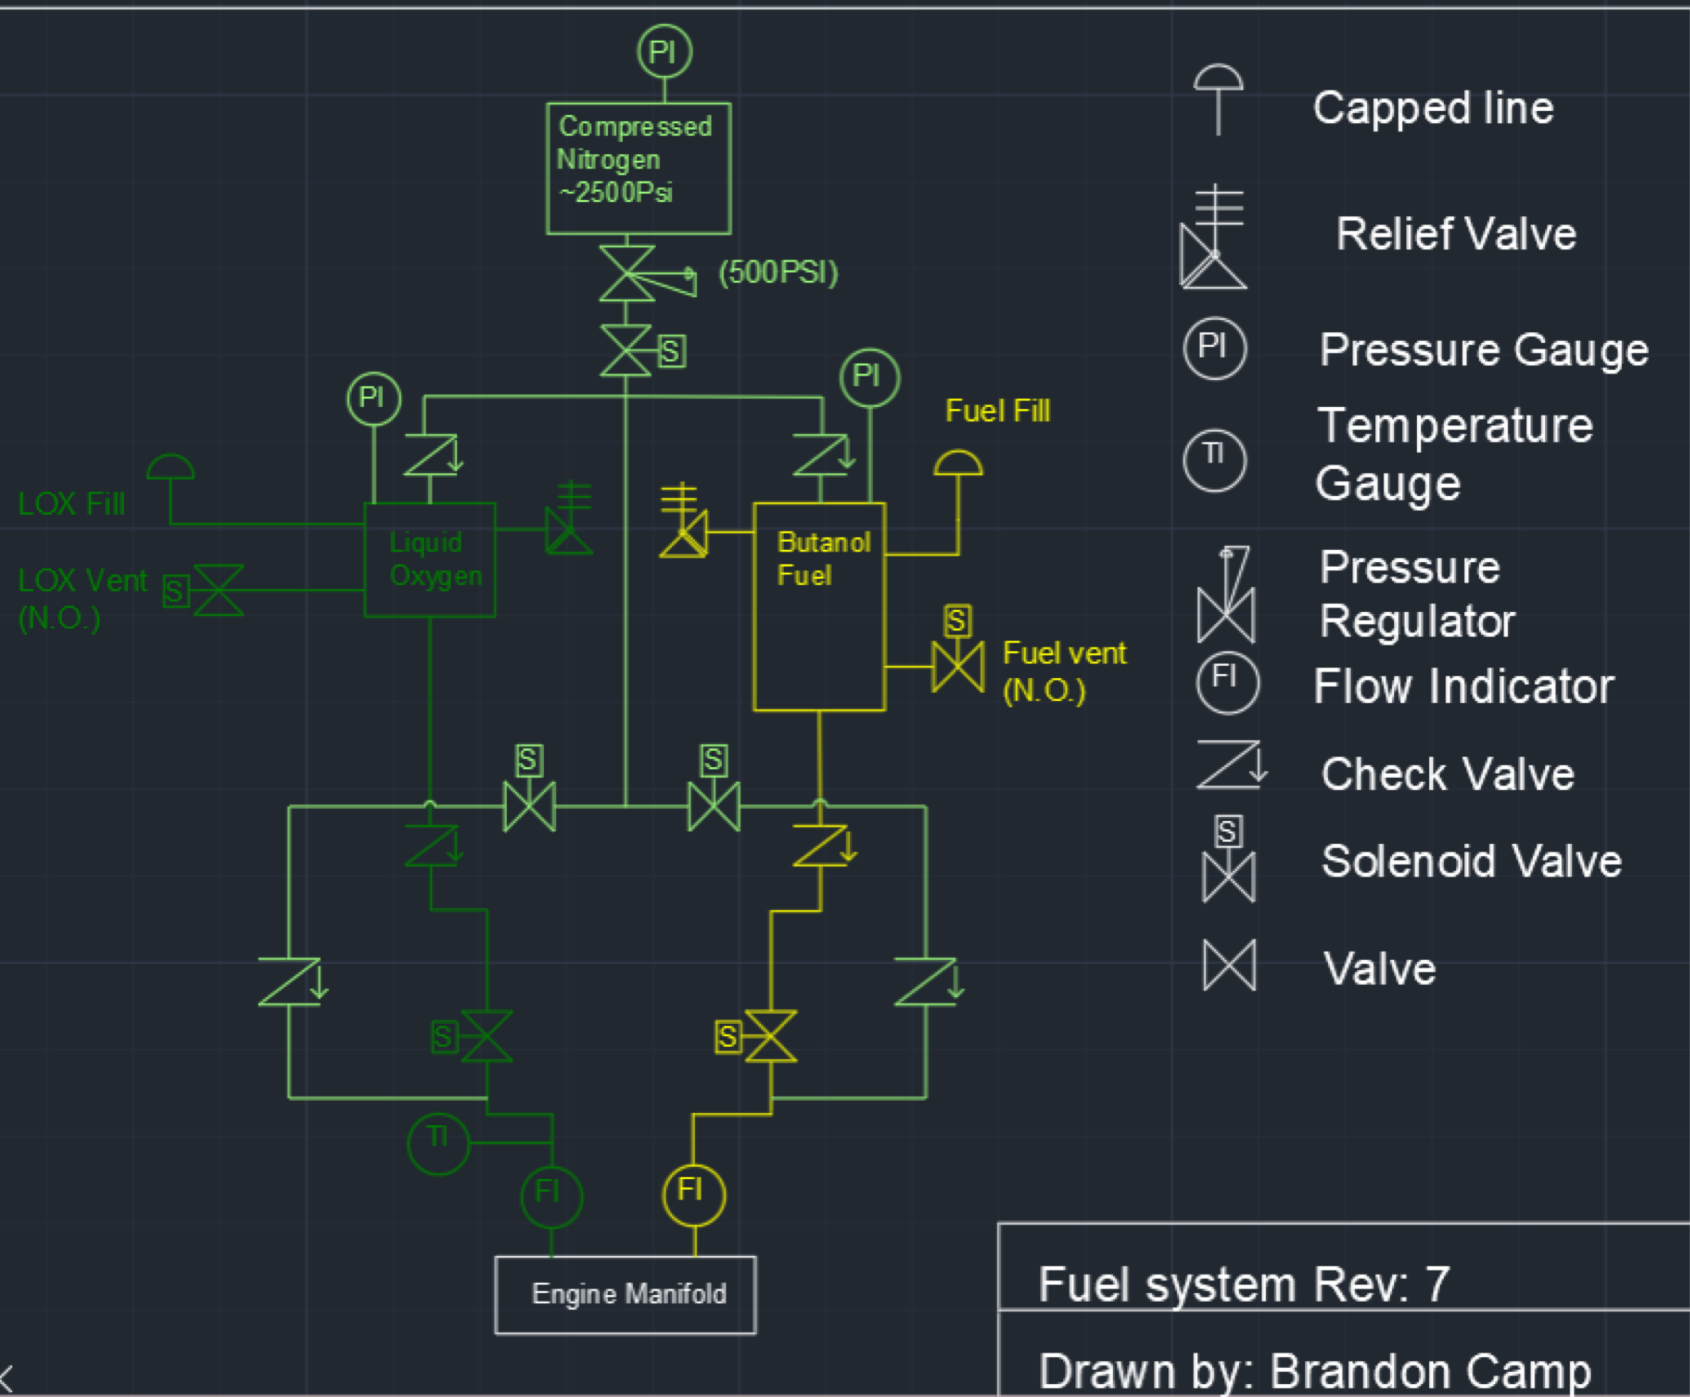 PI
Compressed
Nitrogen
~2500Psi
(500PSI)
S
PI
PI
Fuel Fill
LOX Fill
Liquid
Oxygen
Butanol
Fuel
LOX Vent
(N.O.)
S
S
Fuel vent
(N.O.)
S
S
S
S
TI
FI
FI
Engine Manifold
Capped line
Relief Valve
PI
Pressure Gauge
TI
Temperature
Gauge
Pressure
Regulator
FI
Flow Indicator
Check Valve
S
Solenoid Valve
Valve
Fuel system Rev: 7
Drawn by: Brandon Camp